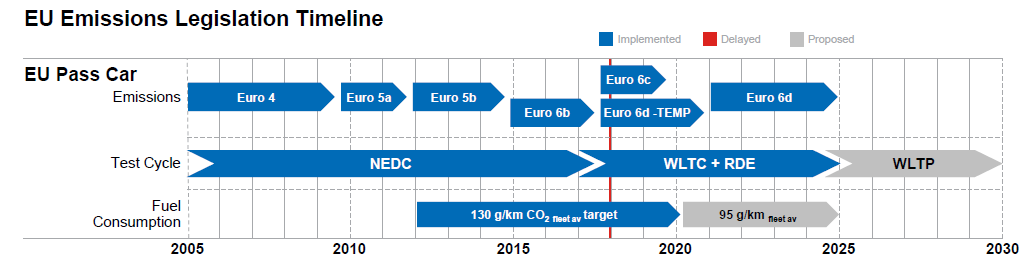 EU Emissions Legislation Timeline
Implemented Delayed Proposed
EU Pass Car
Emissions
Euro 4
Euro 5a
Euro 5b
Euro 6b
Euro 6c
Euro 6d -TEMP
Euro 6d
Test Cycle
NEDC
WLTC + RDE
WLTP
Fuel
Consumption
130 g/km CO2 fleet av target
95 g/km fleet av
2005 2010 2015 2020 2025 2030